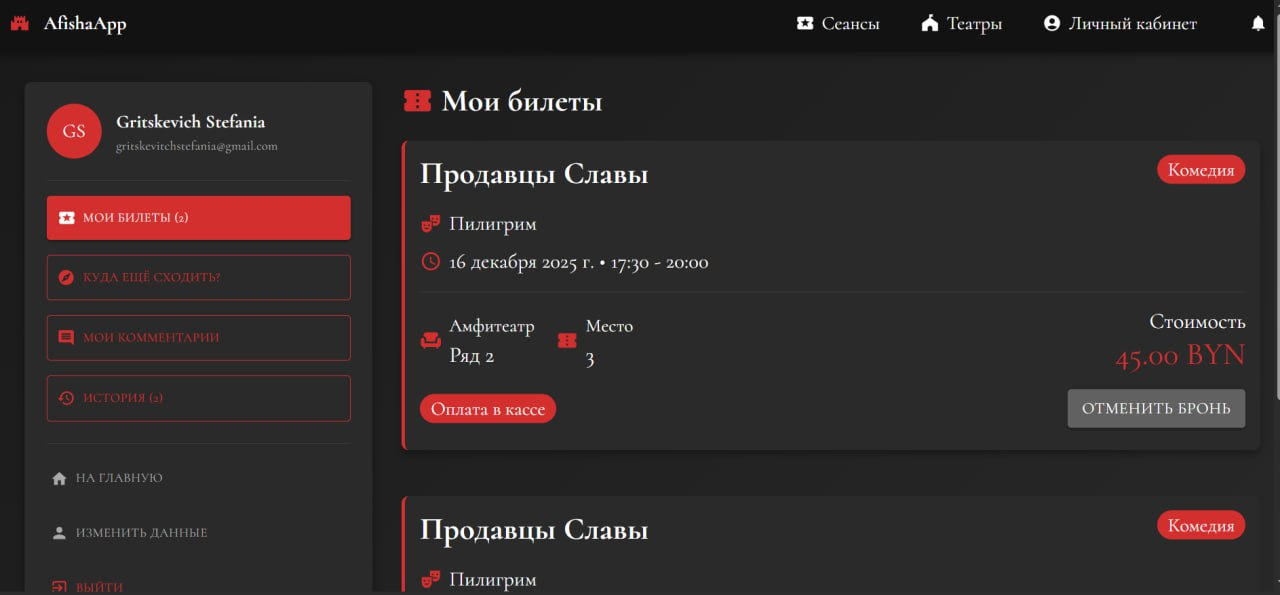 AfishaApp
Сеансы
Театры
Личный кабинет
GS
Gritskevich Stefania
gritskevitchstefania@gmail.com
МОИ БИЛЕТЫ (2)
КУДА ЕЩЁ СХОДИТЬ?
МОИ КОММЕНТАРИИ
ИСТОРИЯ (2)
НА ГЛАВНУЮ
ИЗМЕНИТЬ ДАННЫЕ
ВЫЙТИ
Мои билеты
Продавцы Славы
Комедия
Пилигрим
16 декабря 2025 г. • 17:30 - 20:00
Амфитеатр
Ряд 2
Место
3
Стоимость
45.00 BYN
Оплата в кассе
ОТМЕНИТЬ БРОНЬ
Продавцы Славы
Комедия
Пилигрим